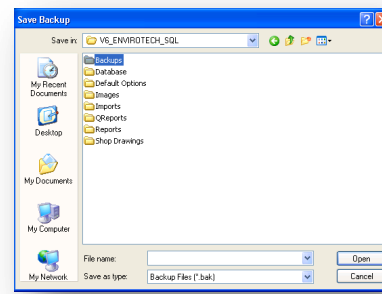 Save Backup
Save in: V6_ENVIROTECH_SQL
My Recent Documents
Desktop
My Documents
My Computer
My Network
Backups
Database
Default Options
Images
Imports
QReports
Reports
Shop Drawings
File name:
Open
Save as type: Backup Files (*.bak)
Cancel